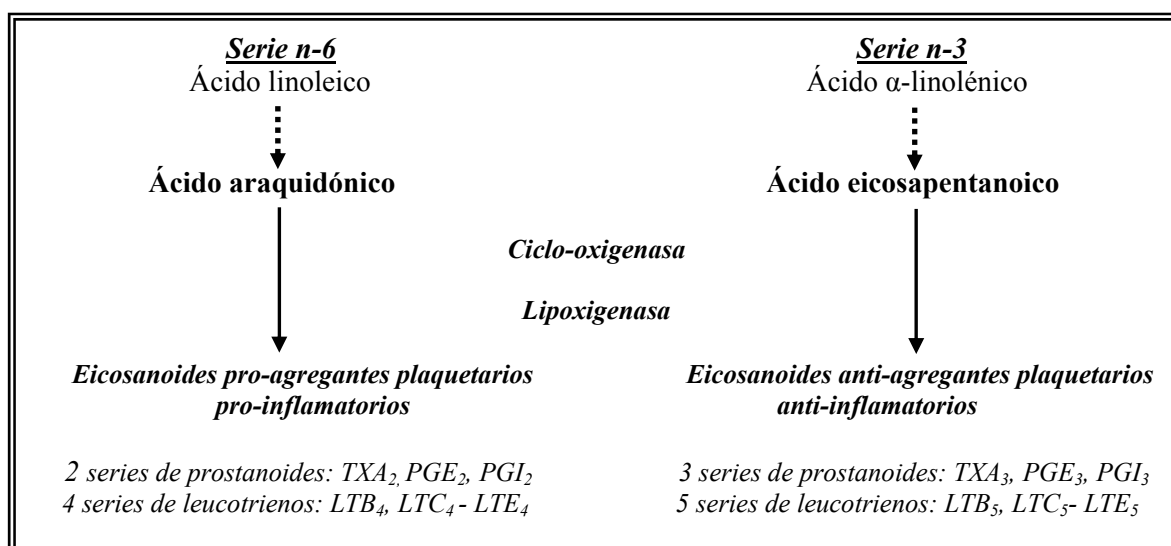 Serie n-6
Ácido linoleico
Ácido araquidónico
Serie n-3
Ácido α-linolénico
Ácido eicosapentanoico
Ciclo-oxigenasa
Lipoxigenasa
Eicosanoides pro-agregantes plaquetarios
pro-inflamatorios
2 series de prostanoides: TXA₂, PGE₂, PGI₂
4 series de leucotrienos: LTB₄, LTC₄ - LTE₄
Eicosanoides anti-agregantes plaquetarios
anti-inflamatorios
3 series de prostanoides: TXA₃, PGE₃, PGI₃
5 series de leucotrienos: LTB₅, LTC₅- LTE₅